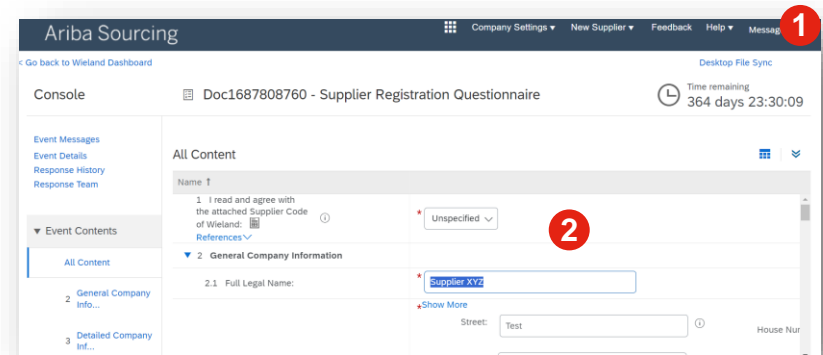 Ariba Sourcing
Company Settings ▾ New Supplier ▾ Feedback Help ▾ Messag
1
< Go back to Wieland Dashboard
Desktop File Sync
Console
Doc1687808760 - Supplier Registration Questionnaire
Time remaining
364 days 23:30:09
Event Messages
Event Details
Response History
Response Team
▼ Event Contents
All Content
2 General Company
Info...
3 Detailed Company
Inf...
All Content
Name ↑
1 I read and agree with
the attached Supplier Code
of Wieland:
References
* Unspecified
2
▼ 2 General Company Information
2.1 Full Legal Name:
* Supplier XYZ
*Show More
Street: Test
House Nur